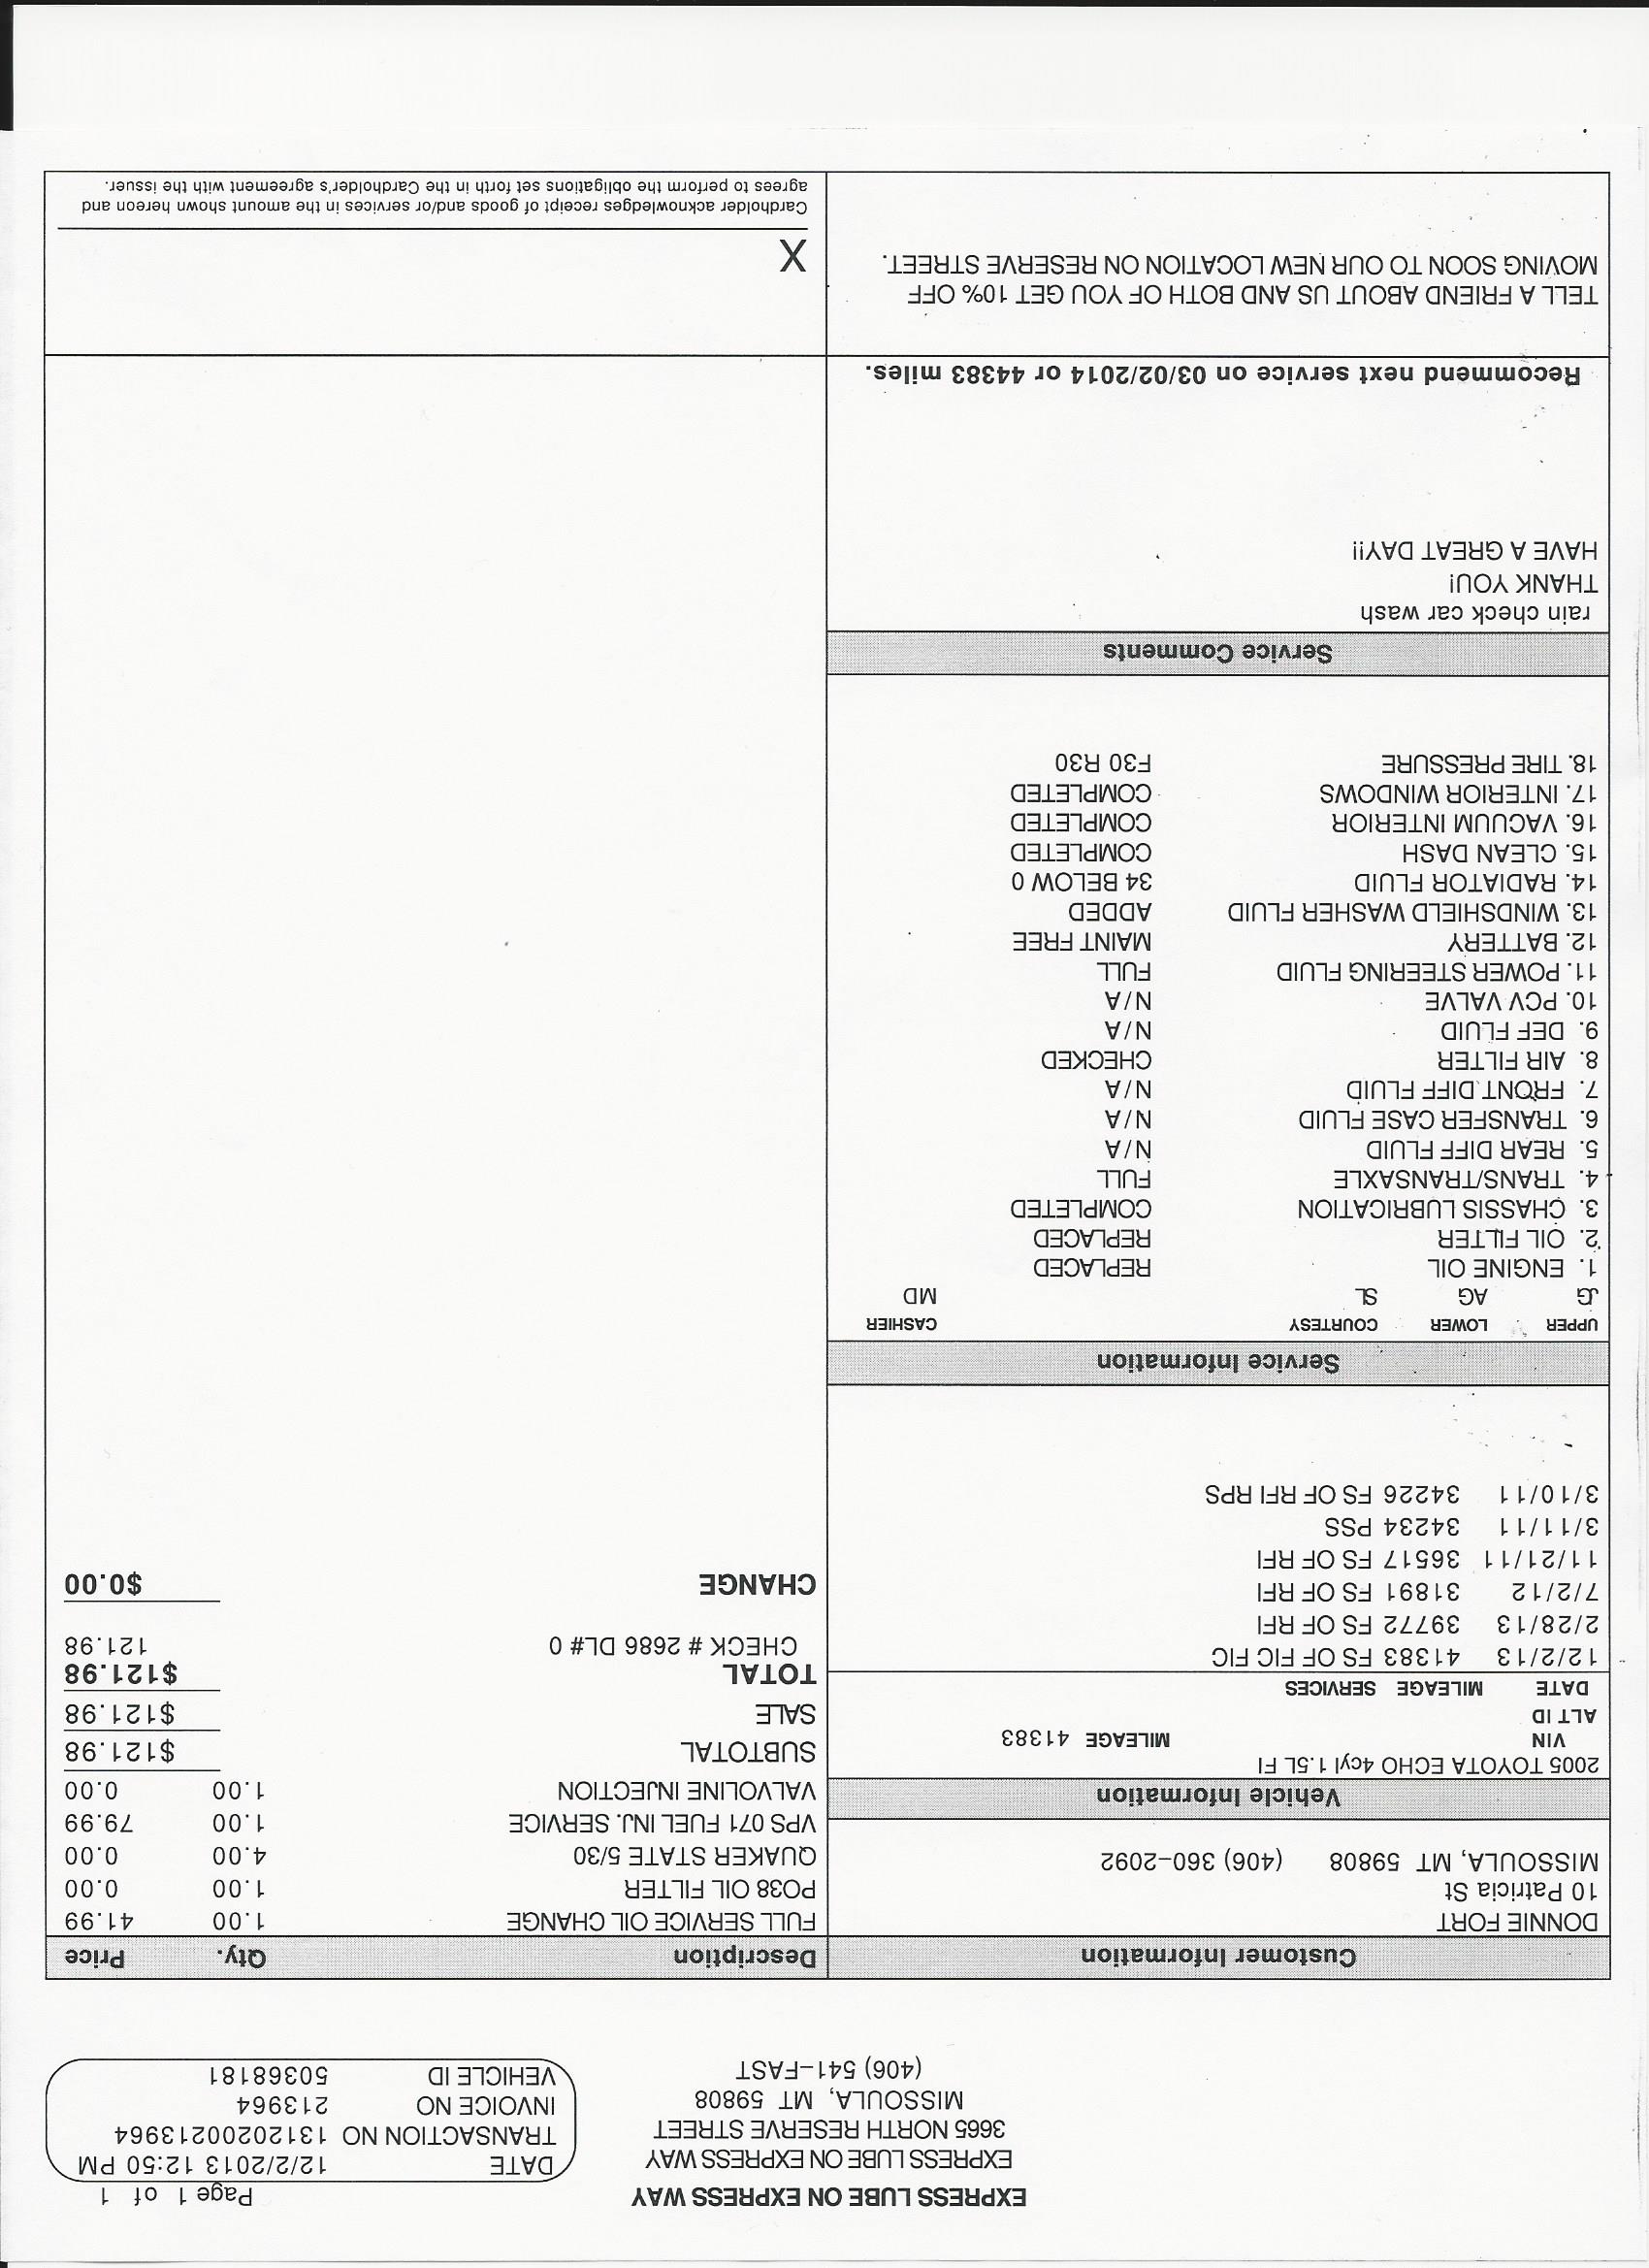 Page 1 of 1
EXPRESS LUBE ON EXPRESS WAY
EXPRESS LUBE ON EXPRESS WAY
3665 NORTH RESERVE STREET
MISSOULA, MT 59808
(406) 541-FAST
DATE 12/2/2013 12:50 PM
TRANSACTION NO 131202002213964
INVOICE NO 213964
VEHICLE ID 50368181
Customer Information
DONNIE FORT
10 Patricia St
MISSOULA, MT 59808 (406) 360-2092
Vehicle Information
2005 TOYOTA ECHO 4cyl 1.5L FI
VIN MILEAGE 41383
ALT ID
DATE MILEAGE SERVICES
12/2/13 41383 FS OF FIC FIC
2/28/13 39772 FS OF RFI
7/2/12 31891 FS OF RFI
11/21/11 36517 FS OF RFI
3/11/11 34234 PSS
3/10/11 34226 FS OF RFI RPS
Service Information
UPPER LOWER COURTESY CASHIER
JG AG SL MD
1. ENGINE OIL REPLACED
2. OIL FILTER REPLACED
3. CHASSIS LUBRICATION COMPLETED
4. TRANS/TRANSAXLE FULL
5. REAR DIFF FLUID N/A
6. TRANSFER CASE FLUID N/A
7. FRONT DIFF FLUID N/A
8. AIR FILTER CHECKED
9. DEF FLUID N/A
10. PCV VALVE N/A
11. POWER STEERING FLUID FULL
12. BATTERY MAINT FREE
13. WINDSHIELD WASHER FLUID ADDED
14. RADIATOR FLUID 34 BELOW 0
15. CLEAN DASH COMPLETED
16. VACUUM INTERIOR COMPLETED
17. INTERIOR WINDOWS COMPLETED
18. TIRE PRESSURE F30 R30
Service Comments
rain check car wash
THANK YOU!
HAVE A GREAT DAY!!
Recommend next service on 03/02/2014 or 44383 miles.
TELL A FRIEND ABOUT US AND BOTH OF YOU GET 10% OFF
MOVING SOON TO OUR NEW LOCATION ON RESERVE STREET.
Description Qty. Price
FULL SERVICE OIL CHANGE 1.00 41.99
PO38 OIL FILTER 1.00 0.00
QUAKER STATE 5/30 4.00 0.00
VPS 071 FUEL INJ. SERVICE 1.00 79.99
VALVOLINE INJECTION 1.00 0.00
SUBTOTAL $121.98
SALE $121.98
TOTAL $121.98
CHECK # 2686 DL# 0 121.98
CHANGE $0.00
X
Cardholder acknowledges receipt of goods and/or services in the amount shown hereon and
agrees to perform the obligations set forth in the Cardholder's agreement with the issuer.